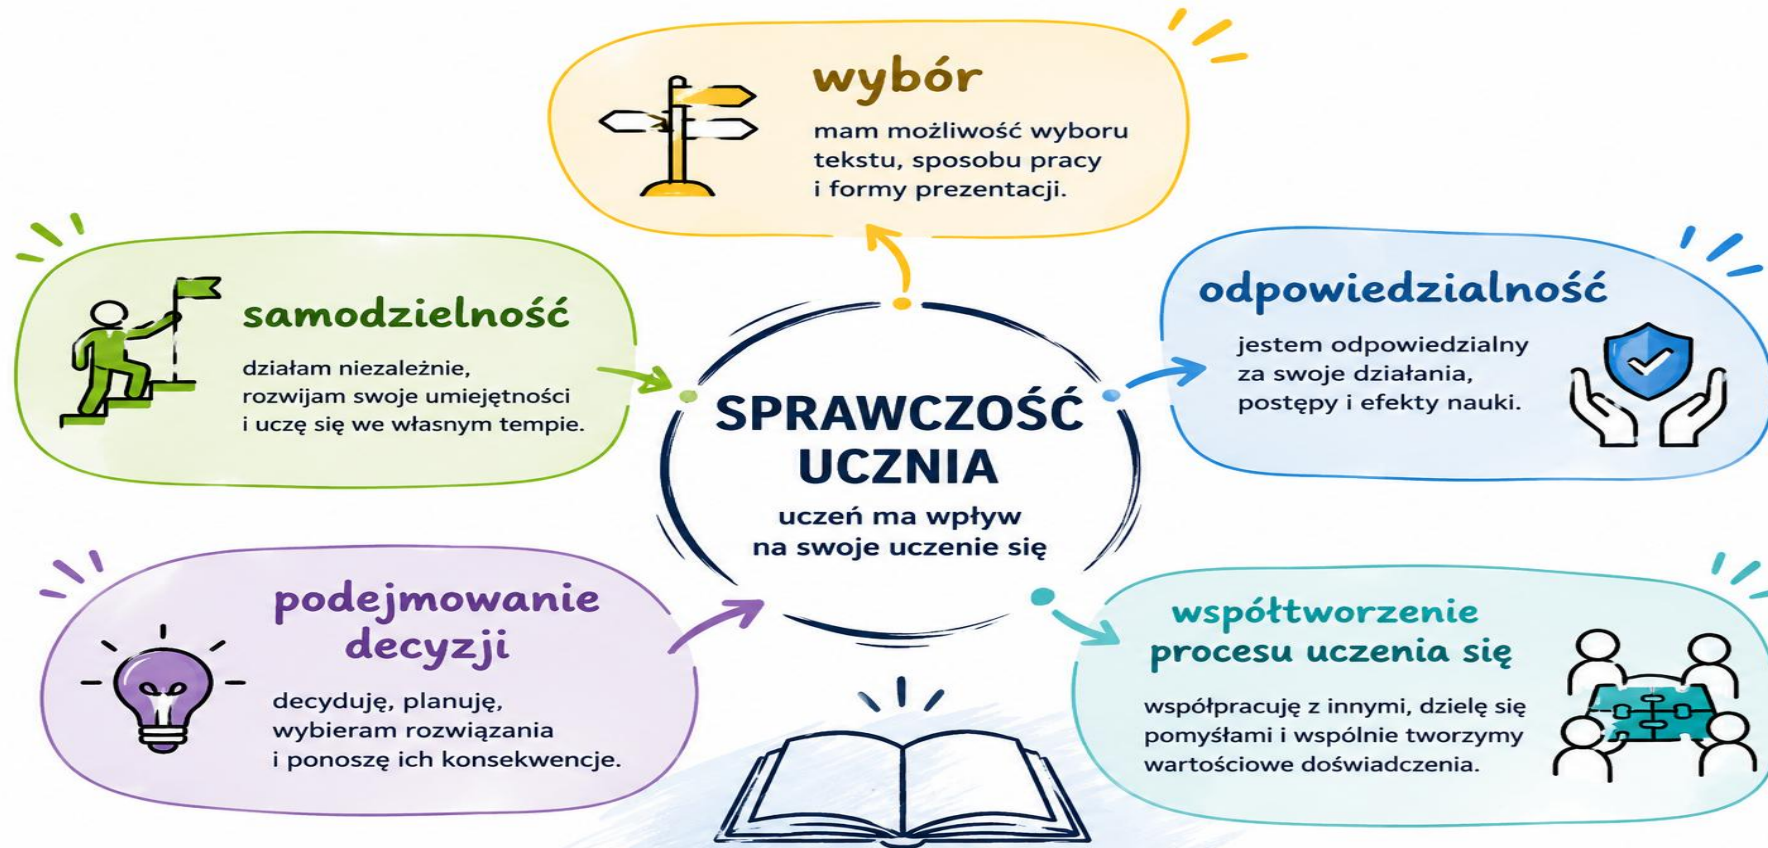 wybór
mam możliwość wyboru
tekstu, sposobu pracy
i formy prezentacji.
samodzielność
działam niezależnie,
rozwijam swoje umiejętności
i uczę się we własnym tempie.
odpowiedzialność
jestem odpowiedzialny
za swoje działania,
postępy i efekty nauki.
SPRAWCZOŚĆ
UCZNIA
uczeń ma wpływ
na swoje uczenie się
podejmowanie
decyzji
decyduję, planuję,
wybieram rozwiązania
i ponoszę ich konsekwencje.
współtworzenie
procesu uczenia się
współpracuję z innymi, dzielę się
pomyśłami i wspólnie tworzymy
wartościowe doświadczenia.